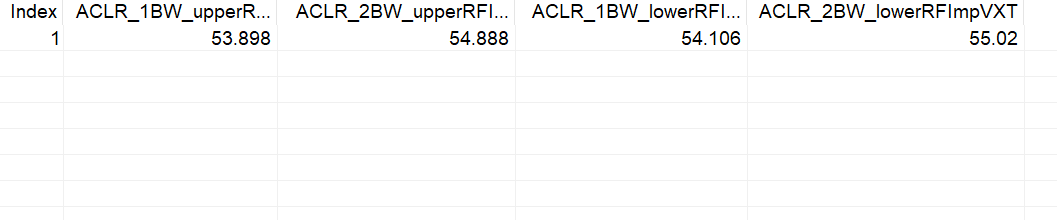 Index ACLR_1BW_upperR... ACLR_2BW_upperRFI... ACLR_1BW_lowerRFI... ACLR_2BW_lowerRFImpVXT
1 53.898 54.888 54.106 55.02